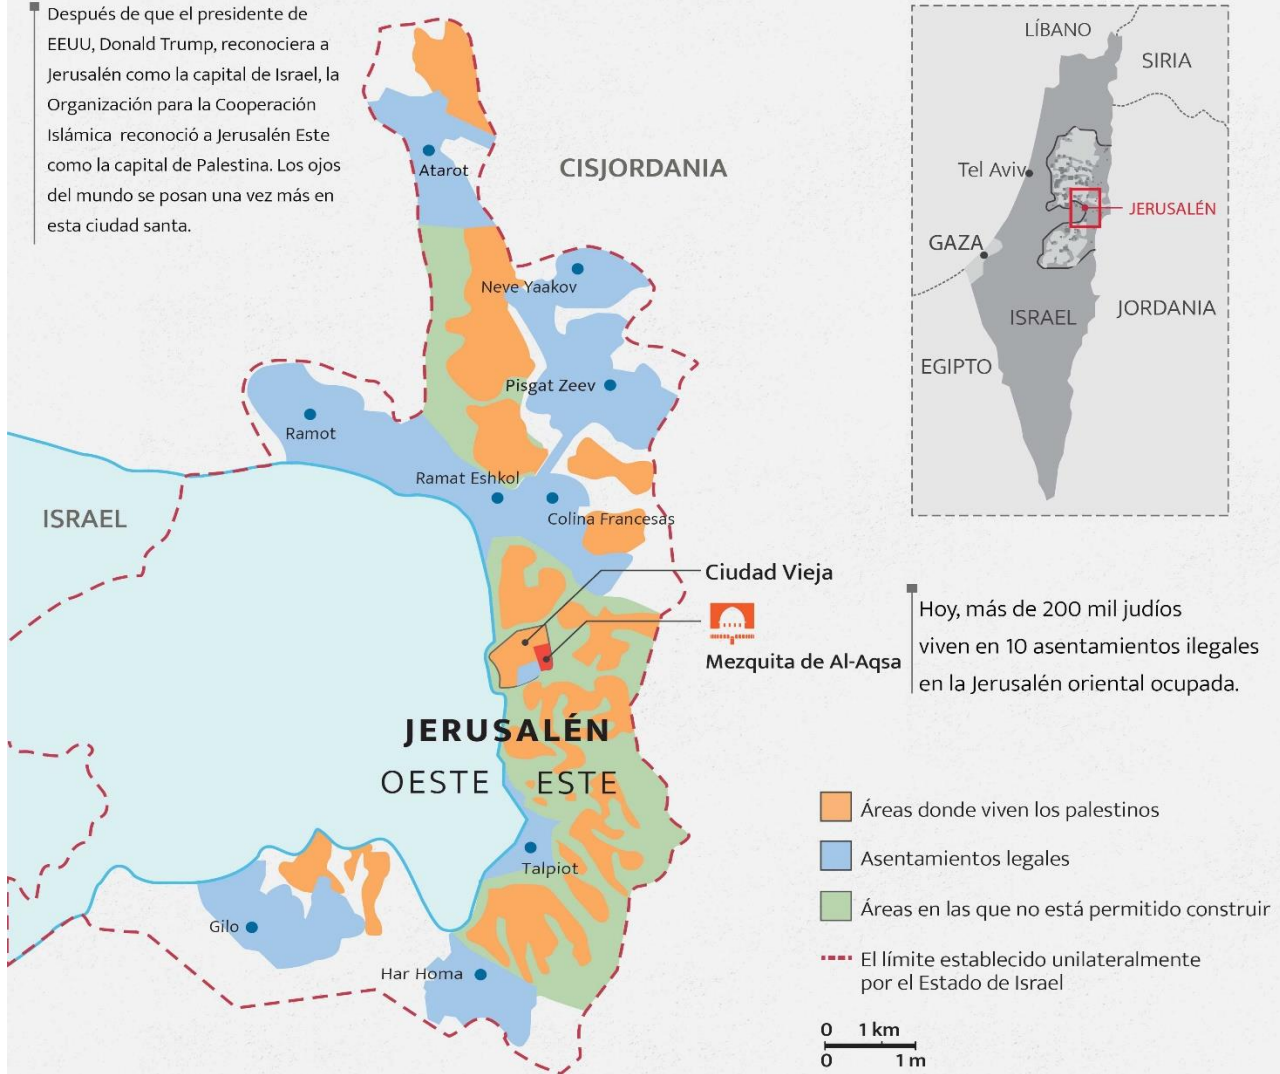 Después de que el presidente de
EEUU, Donald Trump, reconociera a
Jerusalén como la capital de Israel, la
Organización para la Cooperación
Islámica reconoció a Jerusalén Este
como la capital de Palestina. Los ojos
del mundo se posan una vez más en
esta ciudad santa.
LÍBANO
SIRIA
Tel Aviv
JERUSALÉN
GAZA
ISRAEL
JORDANIA
EGIPTO
CISJORDANIA
Atarot
Neve Yaakov
Pisgat Zeev
Ramot
Ramat Eshkol
Colina Francesas
ISRAEL
Ciudad Vieja
Mezquita de Al-Aqsa
JERUSALÉN
OESTE ESTE
Talpiot
Gilo
Har Homa
Hoy, más de 200 mil judíos
viven en 10 asentamientos ilegales
en la Jerusalén oriental ocupada.
Áreas donde viven los palestinos
Asentamientos legales
Áreas en las que no está permitido construir
El límite establecido unilateralmente
por el Estado de Israel
0 1 km
0 1 m